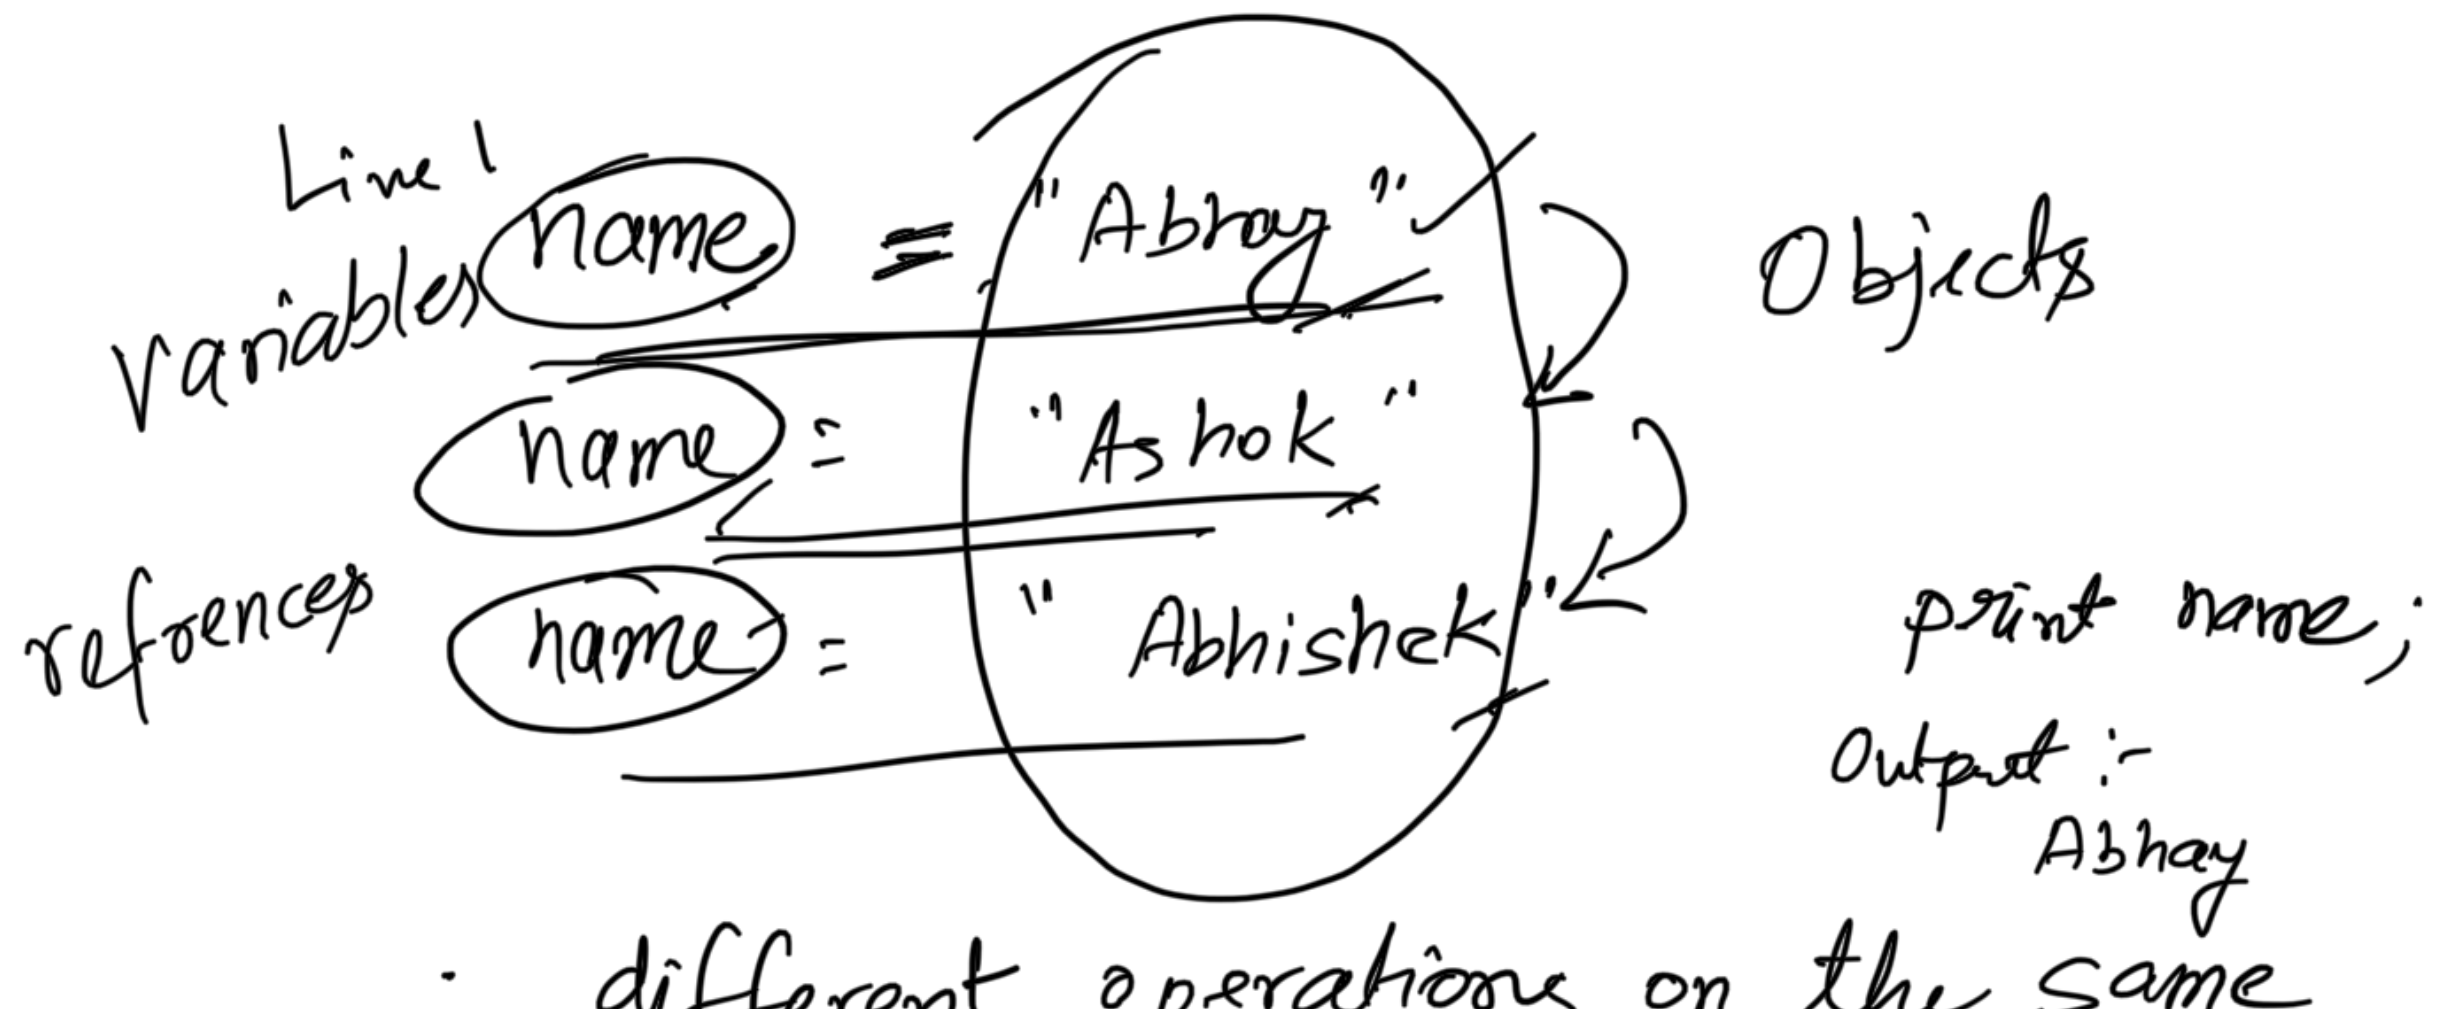 Line 1
Variables name = "Abhay" Objects
name = "Ashok"
refrences name = "Abhishek" print name;
Output :-
Abhay
different operations on the same